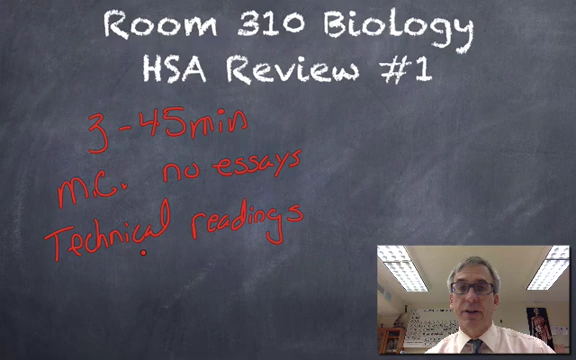 Room 310 Biology
HSA Review #1
3-45min
M.C. no essays
Technical readings